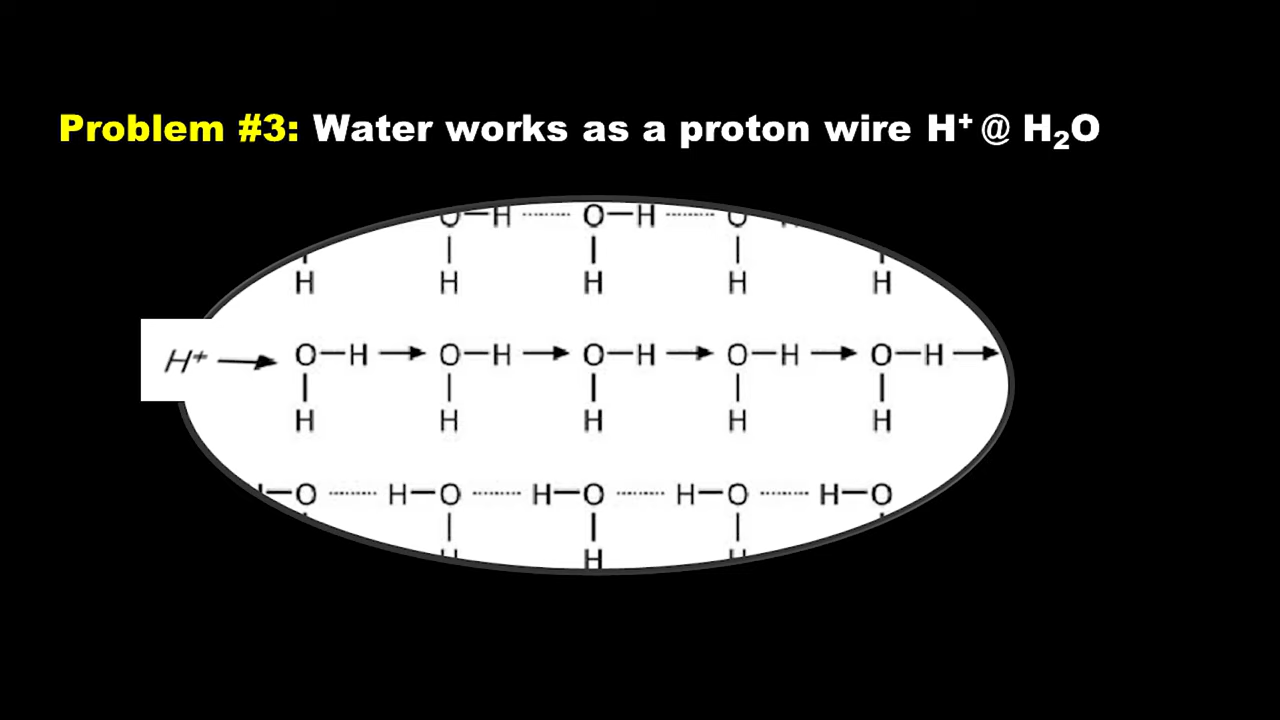 Problem #3: Water works as a proton wire H⁺ @ H₂O
O—H ········ O—H ········ O
H H H H H
H⁺ → O—H → O—H → O—H → O—H → O—H →
H H H H H
O ········ H—O ········ H—O ········ H—O ········ H—O
H